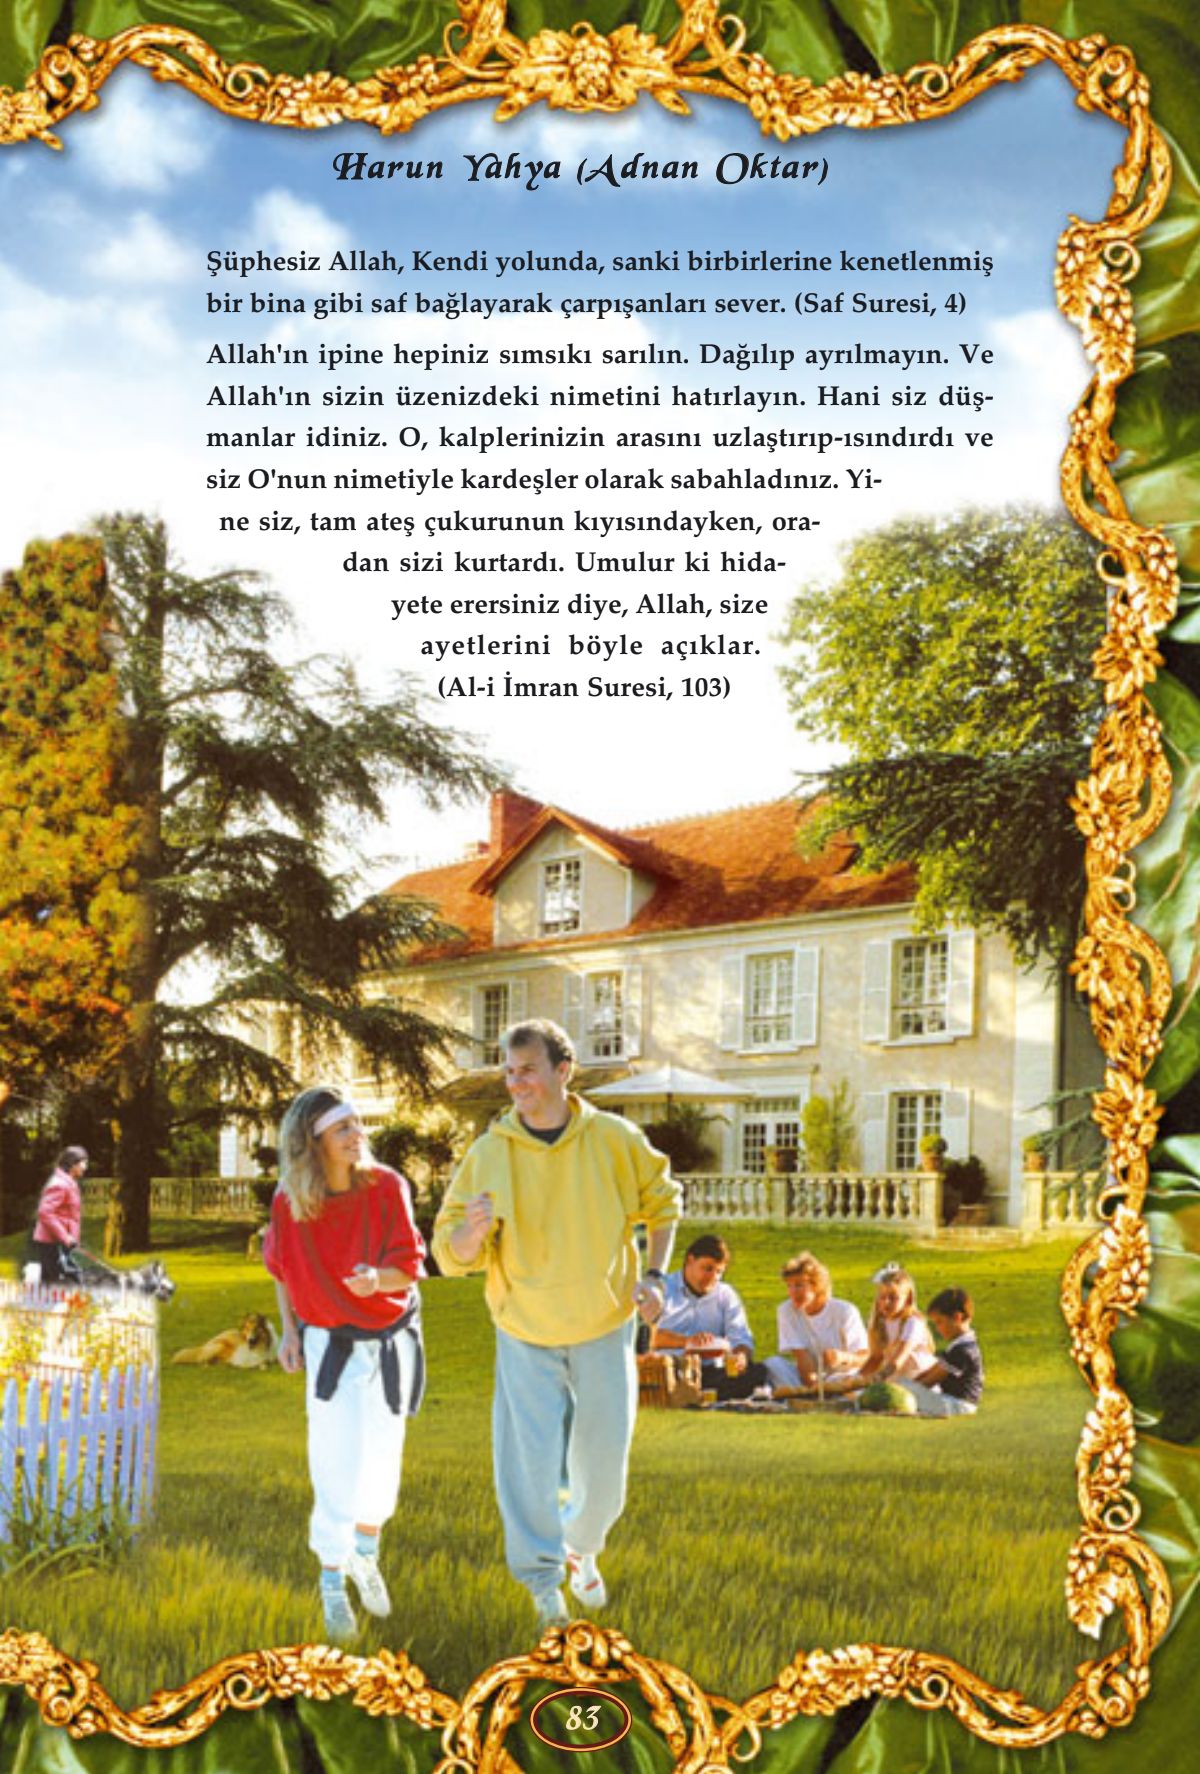 Harun Yahya (Adnan Oktar)
Şüphesiz Allah, Kendi yolunda, sanki birbirlerine kenetlenmiş
bir bina gibi saf bağlayarak çarpışanları sever. (Saf Suresi, 4)
Allah'ın ipine hepiniz sımsıkı sarılın. Dağılıp ayrılmayın. Ve
Allah'ın sizin üzenizdeki nimetini hatırlayın. Hani siz düş-
manlar idiniz. O, kalplerinizin arasını uzlaştırıp-ısındırdı ve
siz O'nun nimetiyle kardeşler olarak sabahladınız. Yi-
ne siz, tam ateş çukurunun kıyısındayken, ora-
dan sizi kurtardı. Umulur ki hida-
yete erersiniz diye, Allah, size
ayetlerini böyle açıklar.
(Al-i İmran Suresi, 103)
83